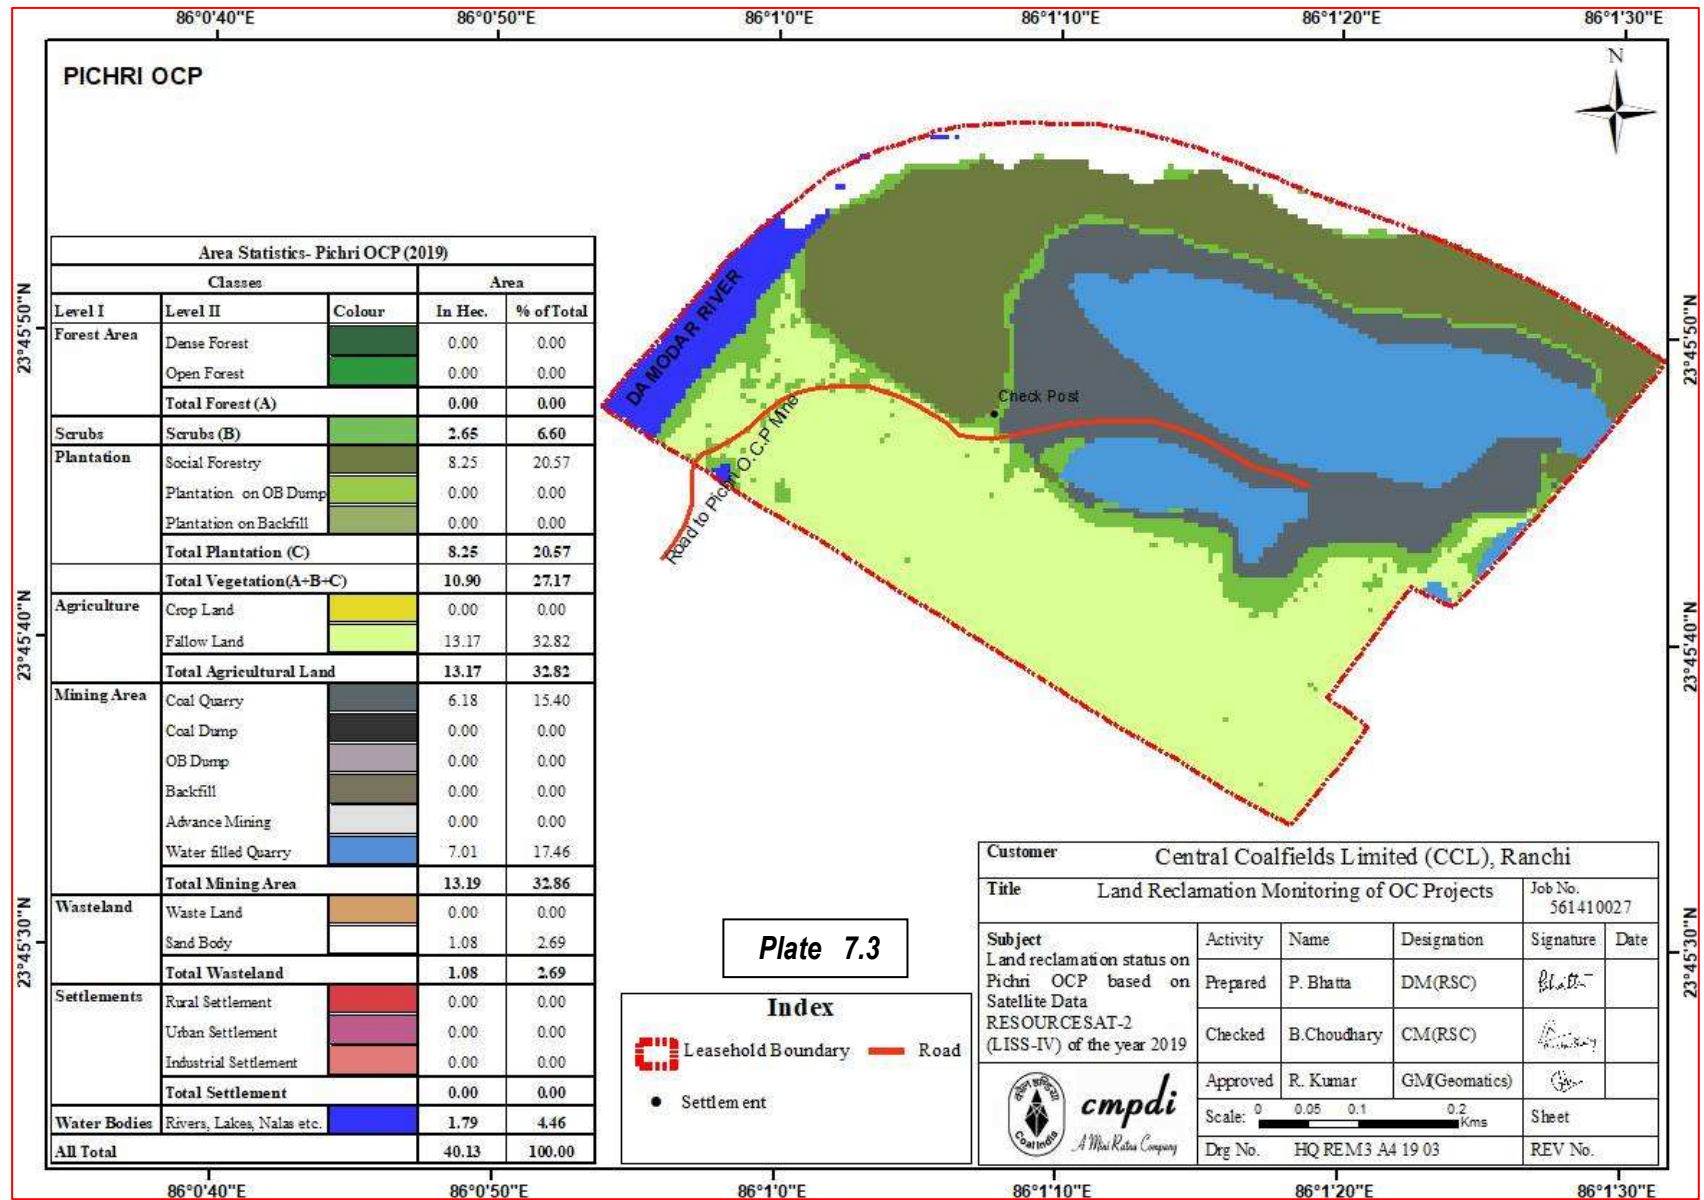 86°0'40"E 86°0'50"E 86°1'0"E 86°1'10"E 86°1'20"E 86°1'30"E
PICHRI OCP
N
23°45'50"N
23°45'40"N
23°45'30"N
23°45'50"N
23°45'40"N
23°45'30"N
DAMODAR RIVER
Check Post
Road to Pichri O.C.P Mine
Area Statistics- Pichri OCP (2019)
Classes Area
Level I Level II Colour In Hec. % of Total
Forest Area
Dense Forest 0.00 0.00
Open Forest 0.00 0.00
Total Forest (A) 0.00 0.00
Scrubs Scrubs (B) 2.65 6.60
Plantation
Social Forestry 8.25 20.57
Plantation on OB Dump 0.00 0.00
Plantation on Backfill 0.00 0.00
Total Plantation (C) 8.25 20.57
Total Vegetation(A+B+C) 10.90 27.17
Agriculture Crop Land 0.00 0.00
Fallow Land 13.17 32.82
Total Agricultural Land 13.17 32.82
Mining Area Coal Quarry 6.18 15.40
Coal Dump 0.00 0.00
OB Dump 0.00 0.00
Backfill 0.00 0.00
Advance Mining 0.00 0.00
Water filled Quarry 7.01 17.46
Total Mining Area 13.19 32.86
Wasteland Waste Land 0.00 0.00
Sand Body 1.08 2.69
Total Wasteland 1.08 2.69
Settlements Rural Settlement 0.00 0.00
Urban Settlement 0.00 0.00
Industrial Settlement 0.00 0.00
Total Settlement 0.00 0.00
Water Bodies Rivers, Lakes, Nalas etc. 1.79 4.46
All Total 40.13 100.00
Plate 7.3
Index
Leasehold Boundary Road
Settlement
Customer Central Coalfields Limited (CCL), Ranchi
Title Land Reclamation Monitoring of OC Projects Job No.
561410027
Subject
Land reclamation status on
Pichri OCP based on
Satellite Data
RESOURCESAT-2
(LISS-IV) of the year 2019
Activity Name Designation Signature Date
Prepared P. Bhatta DM(RSC)
Checked B.Choudhary CM(RSC)
Approved R. Kumar GM(Geomatics)
Coal India
cmpdi
A Mini Ratna Company
Scale: 0 0.05 0.1 0.2 Kms Sheet
Drg No. HQ REM3 A4 19 03 REV No.
86°0'40"E 86°0'50"E 86°1'0"E 86°1'10"E 86°1'20"E 86°1'30"E